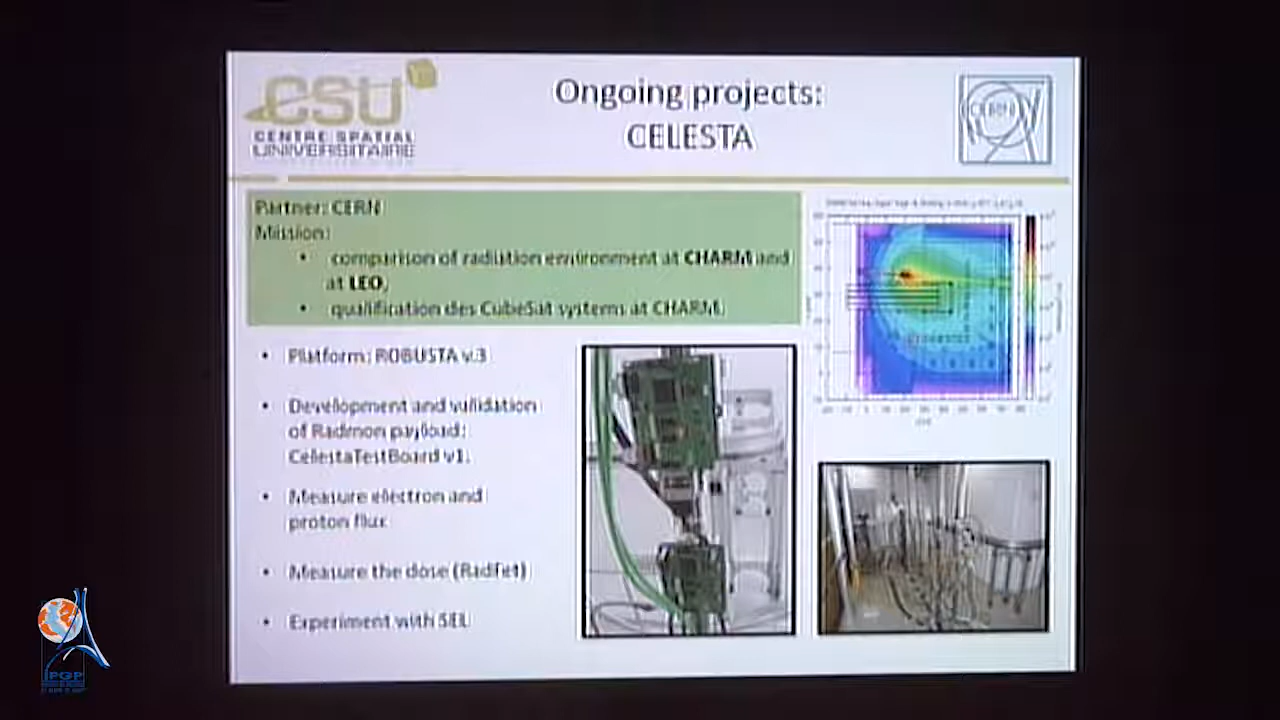 CSU
CENTRE SPATIAL
UNIVERSITAIRE
Ongoing projects:
CELESTA
CERN
Partner: CERN
Mission:
• comparison of radiation environment at CHARM and
at LEO,
• qualification des CubeSat systems at CHARM.
• Platform: ROBUSTA v.3
• Development and validation
of Radmon payload:
CelestaTestBoard v1.
• Measure electron and
proton flux
• Measure the dose (RadFet)
• Experiment with SEL
IPGP